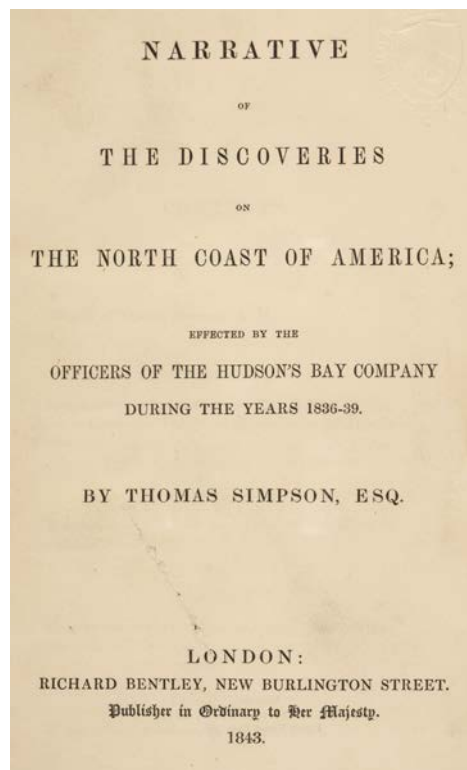 NARRATIVE
OF
THE DISCOVERIES
ON
THE NORTH COAST OF AMERICA;
EFFECTED BY THE
OFFICERS OF THE HUDSON'S BAY COMPANY
DURING THE YEARS 1836-39.
BY THOMAS SIMPSON, ESQ.
LONDON:
RICHARD BENTLEY, NEW BURLINGTON STREET.
Publisher in Ordinary to Her Majesty.
1843.